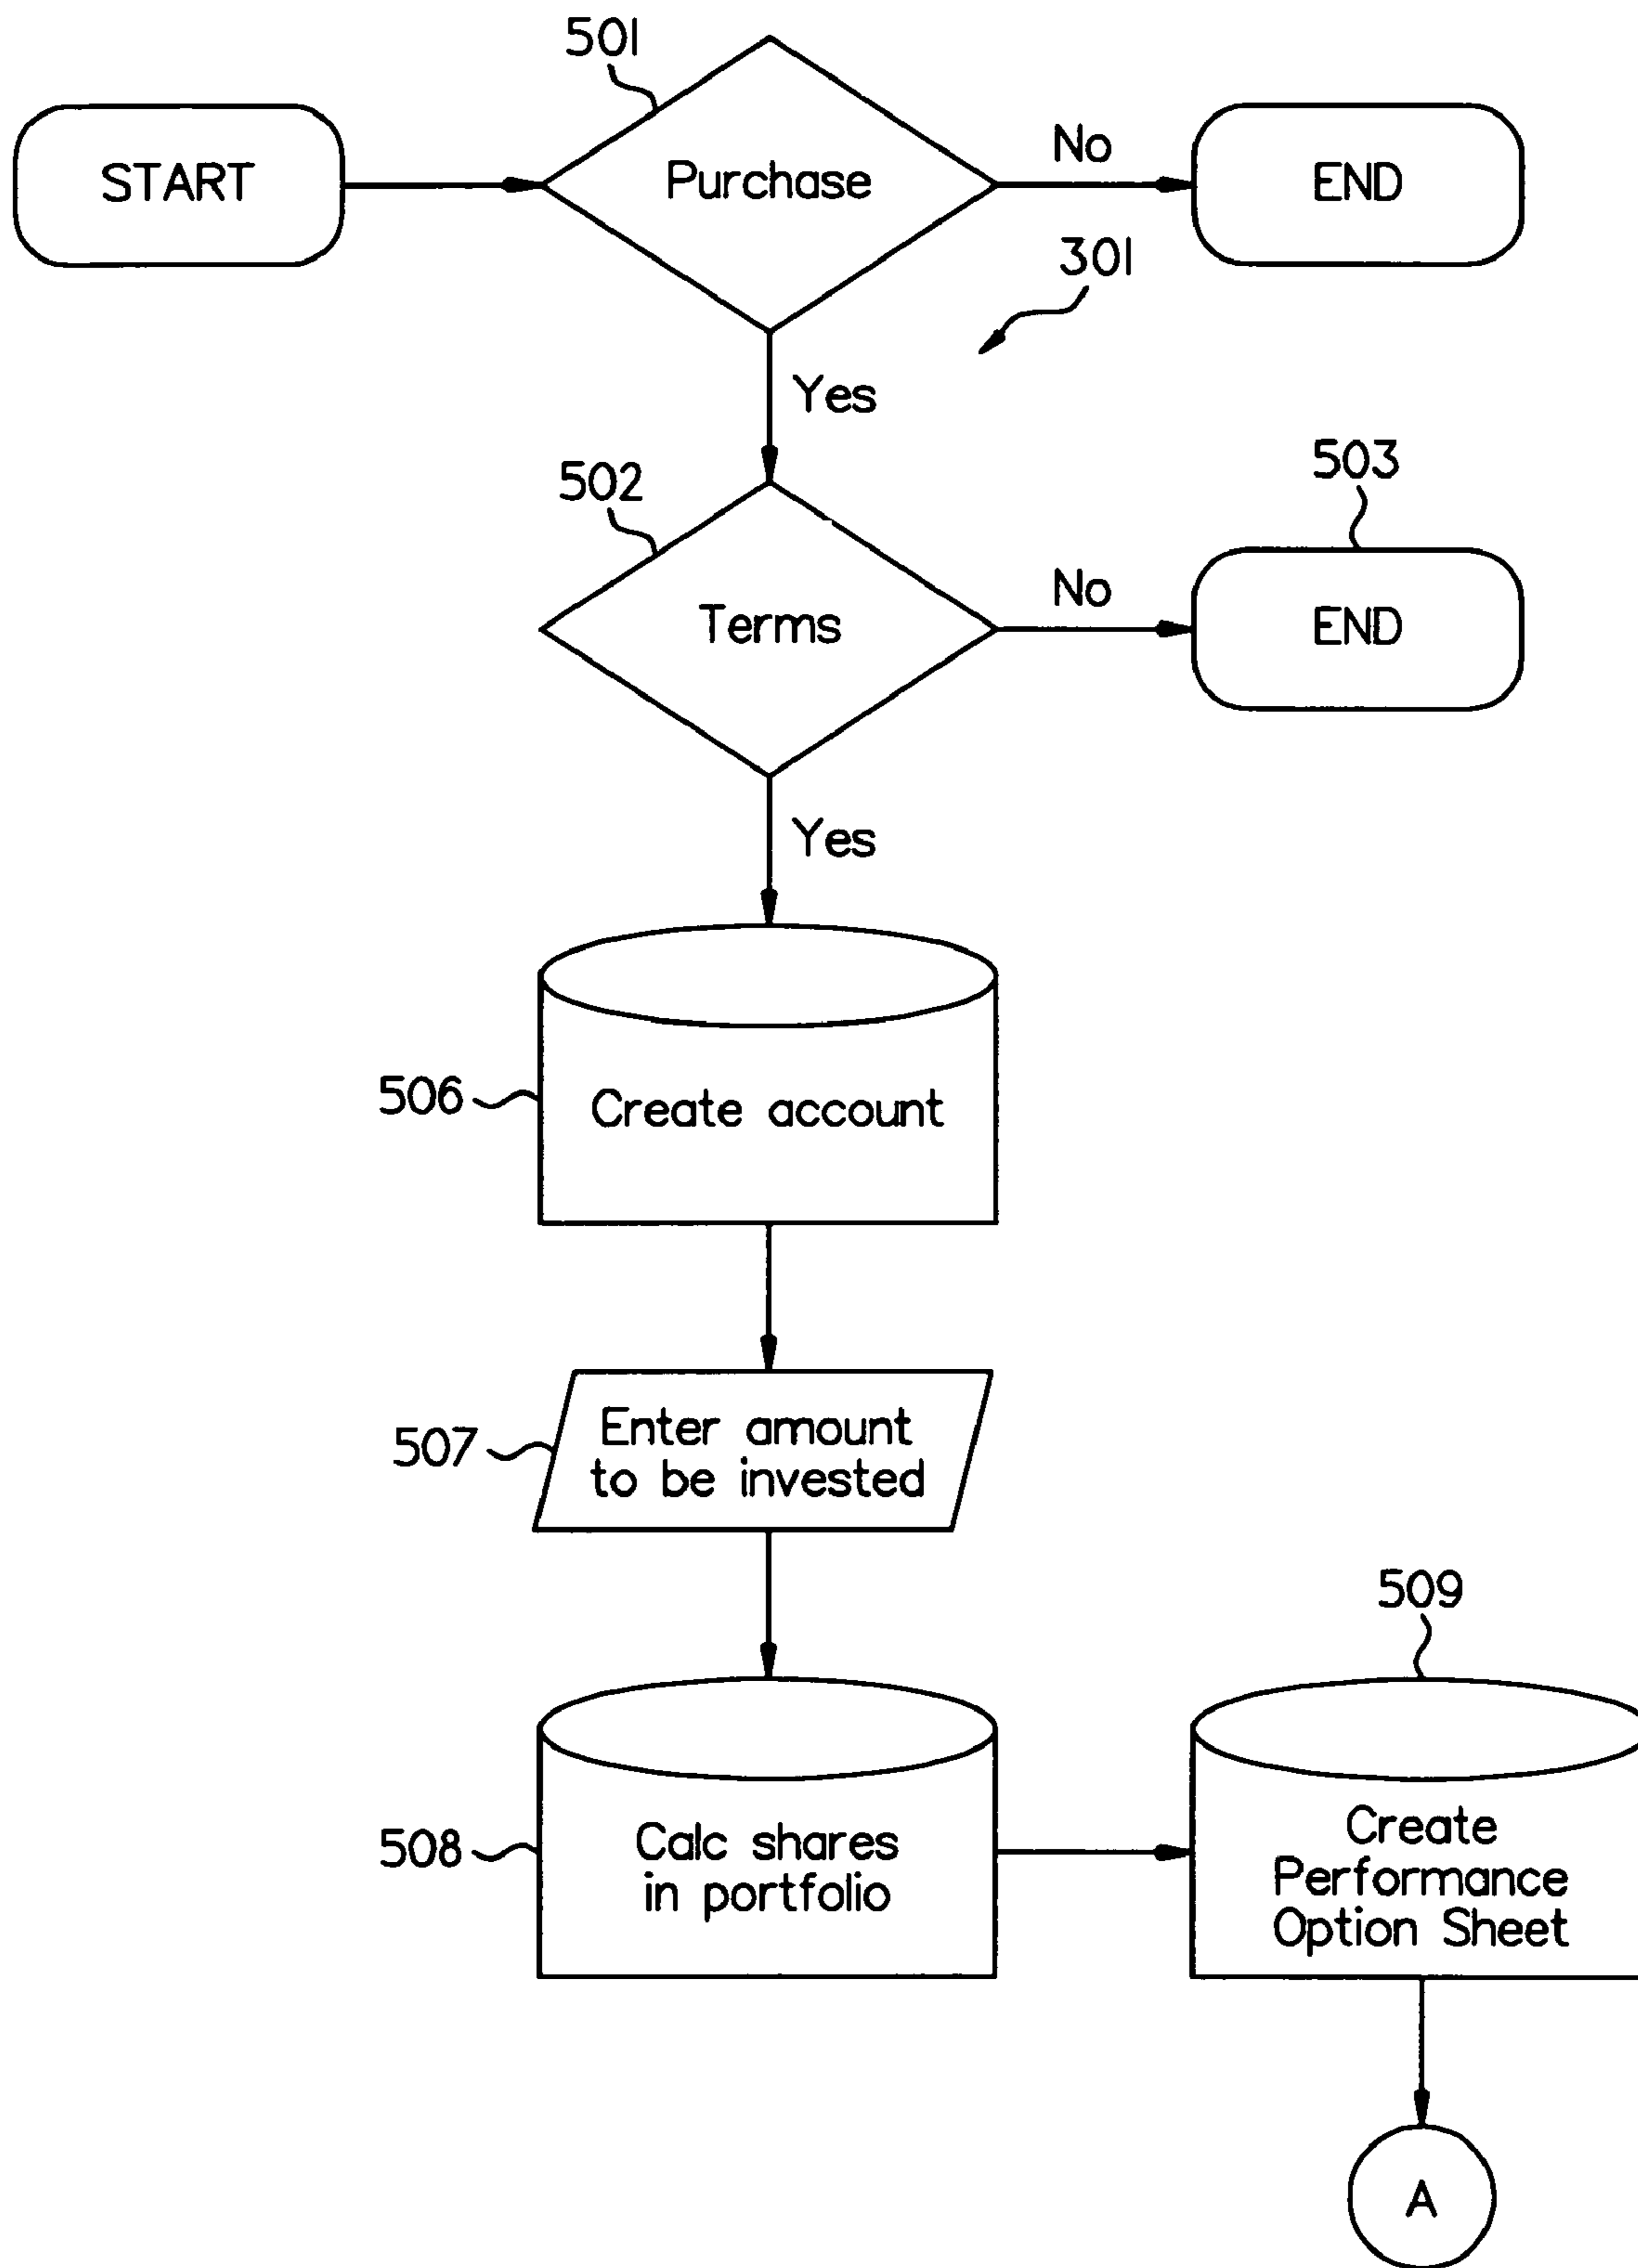 501
START
Purchase
No
END
301
Yes
502
503
Terms
No
END
Yes
506
Create account
507
Enter amount
to be invested
509
508
Calc shares
in portfolio
Create
Performance
Option Sheet
A